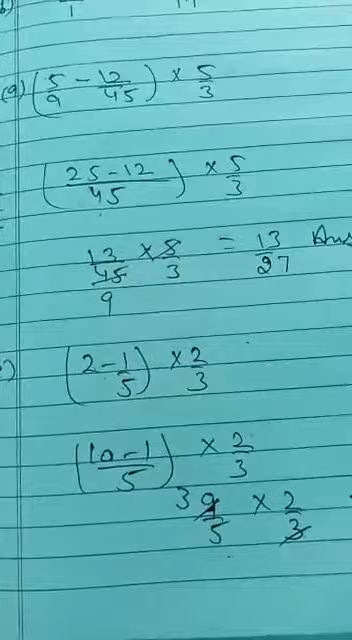 (a) (5/9 - 12/45) × 5/3
(25-12/45) × 5/3
13/45 × 5/3 = 13/27 Ans
9
(2 - 1/5) × 2/3
(10-1/5) × 2/3
3 9/5 × 2/3